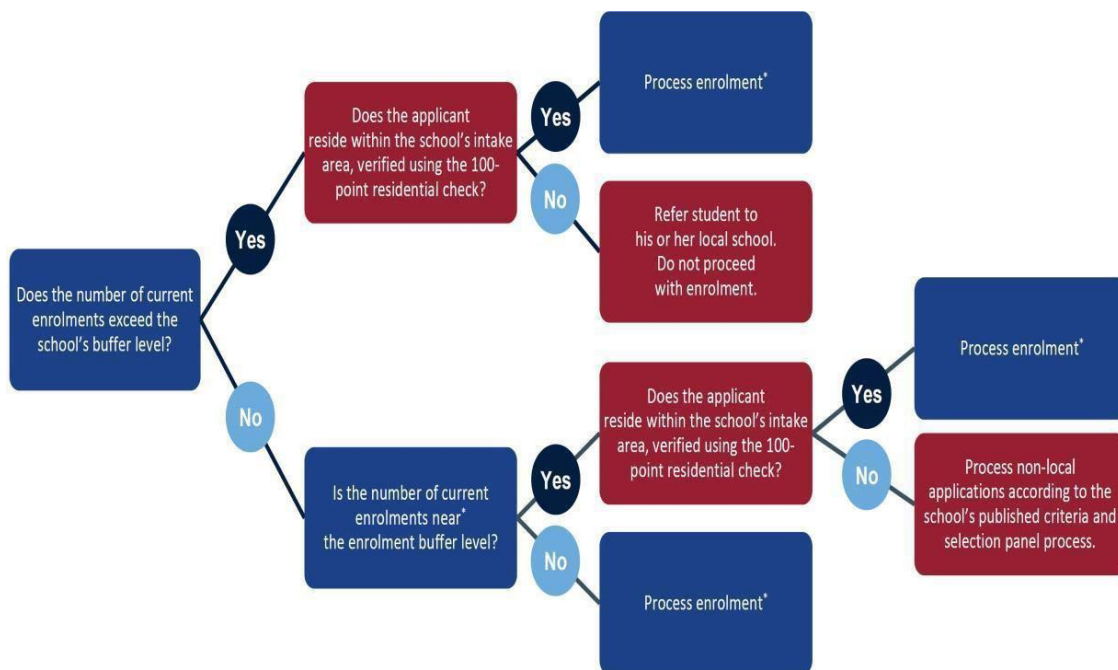 Does the number of current
enrolments exceed the
school's buffer level?
Yes
Does the applicant
reside within the school's intake
area, verified using the 100-
point residential check?
Yes
Process enrolment*
No
Refer student to
his or her local school.
Do not proceed
with enrolment.
No
Is the number of current
enrolments near*
the enrolment buffer level?
Yes
Does the applicant
reside within the school's intake
area, verified using the 100-
point residential check?
Yes
Process enrolment*
No
Process non-local
applications according to the
school's published criteria and
selection panel process.
No
Process enrolment*